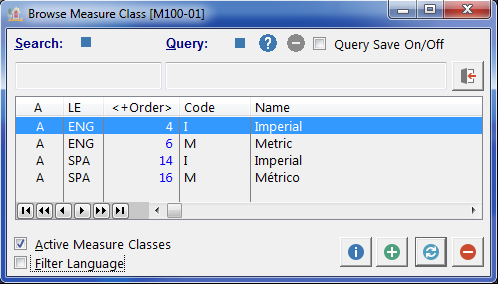 Browse Measure Class [M100-01]
Search: Query: Query Save On/Off
A LE <+Order> Code Name
A ENG 4 I Imperial
A ENG 6 M Metric
A SPA 14 I Imperial
A SPA 16 M Métrico
Active Measure Classes
Filter Language